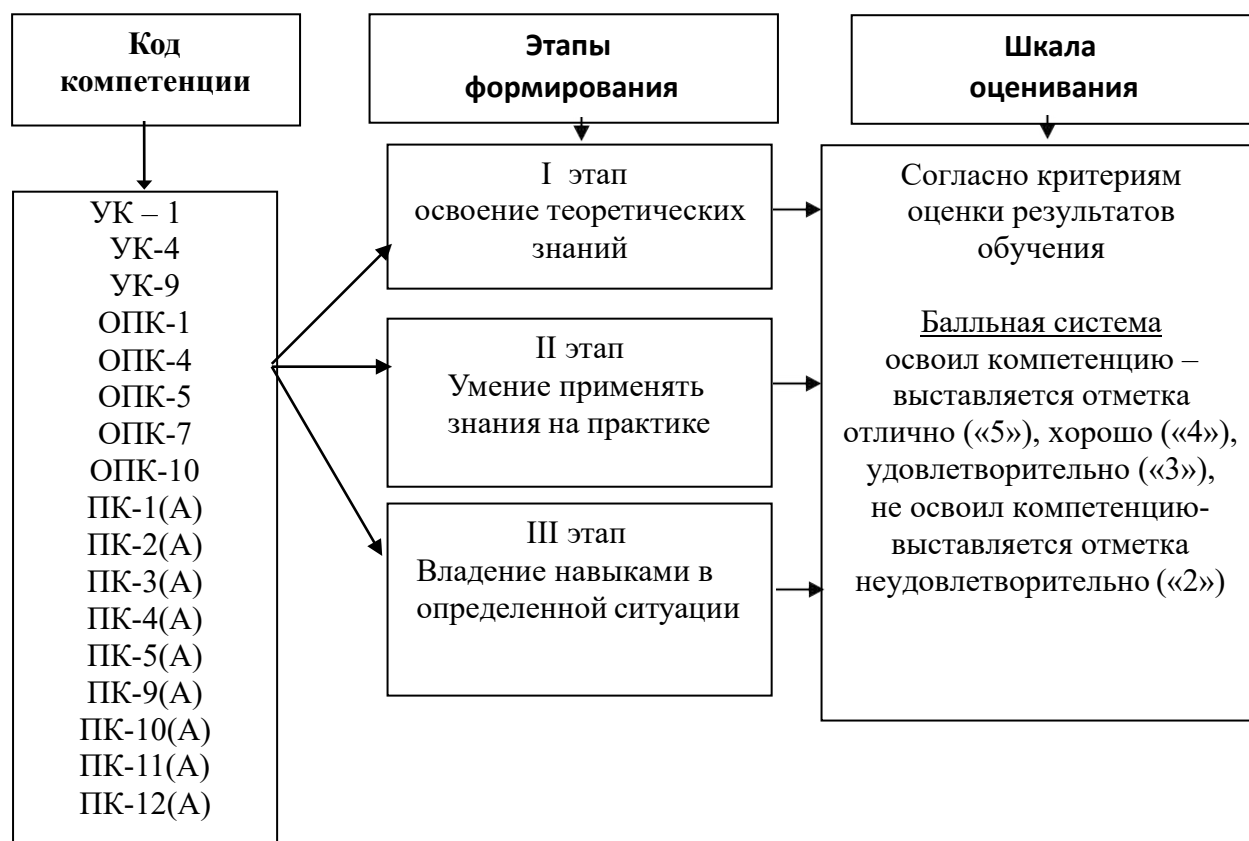 Код
компетенции
УК – 1
УК-4
УК-9
ОПК-1
ОПК-4
ОПК-5
ОПК-7
ОПК-10
ПК-1(А)
ПК-2(А)
ПК-3(А)
ПК-4(А)
ПК-5(А)
ПК-9(А)
ПК-10(А)
ПК-11(А)
ПК-12(А)
Этапы
формирования
I этап
освоение теоретических
знаний
II этап
Умение применять
знания на практике
III этап
Владение навыками в
определенной ситуации
Шкала
оценивания
Согласно критериям
оценки результатов
обучения
Балльная система
освоил компетенцию –
выставляется отметка
отлично («5»), хорошо («4»),
удовлетворительно («3»),
не освоил компетенцию-
выставляется отметка
неудовлетворительно («2»)